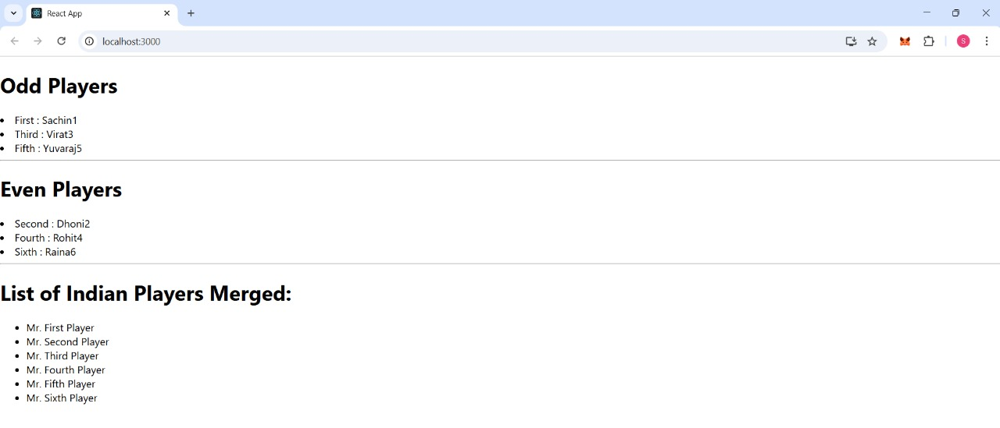 React App
localhost:3000
S
Odd Players
First : Sachin1
Third : Virat3
Fifth : Yuvaraj5
Even Players
Second : Dhoni2
Fourth : Rohit4
Sixth : Raina6
List of Indian Players Merged:
Mr. First Player
Mr. Second Player
Mr. Third Player
Mr. Fourth Player
Mr. Fifth Player
Mr. Sixth Player